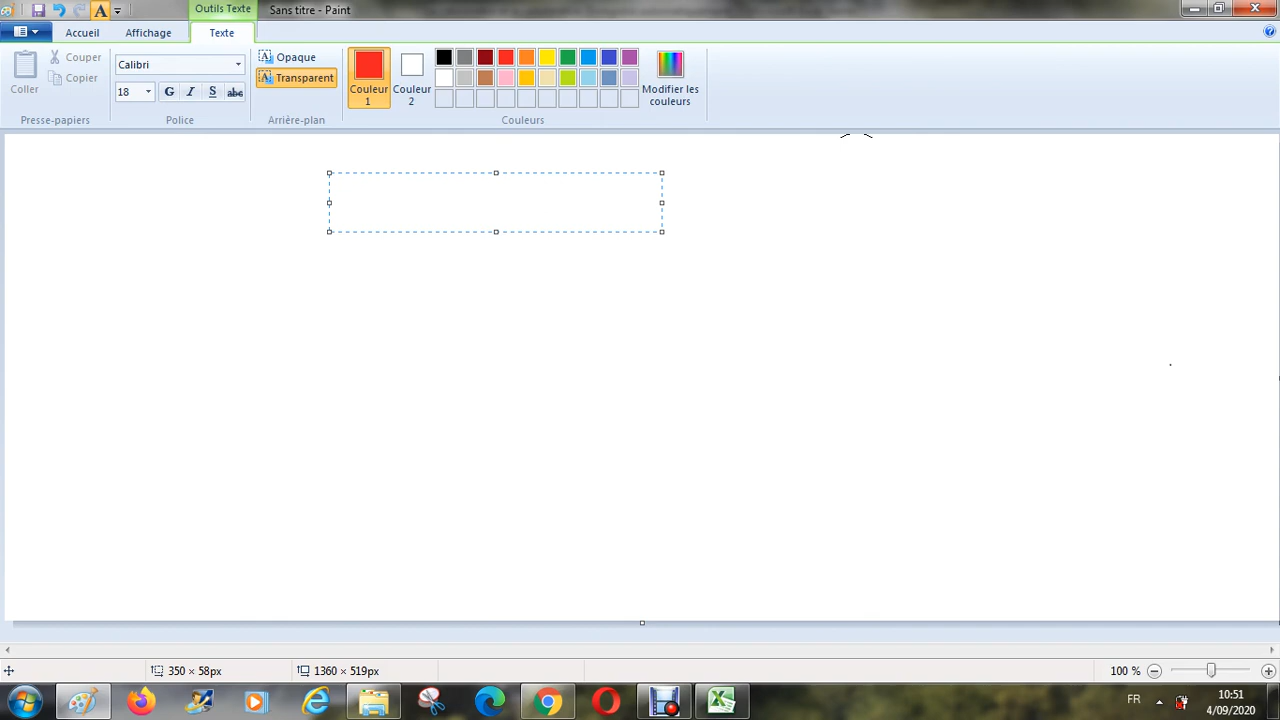 Outils Texte
Sans titre - Paint
Accueil
Affichage
Texte
Coller
Couper
Copier
Presse-papiers
Calibri
18
G I S abc
Police
Opaque
Transparent
Arrière-plan
Couleur 1
Couleur 2
Modifier les couleurs
Couleurs
350 × 58px
1360 × 519px
100 %
FR
10:51
4/09/2020